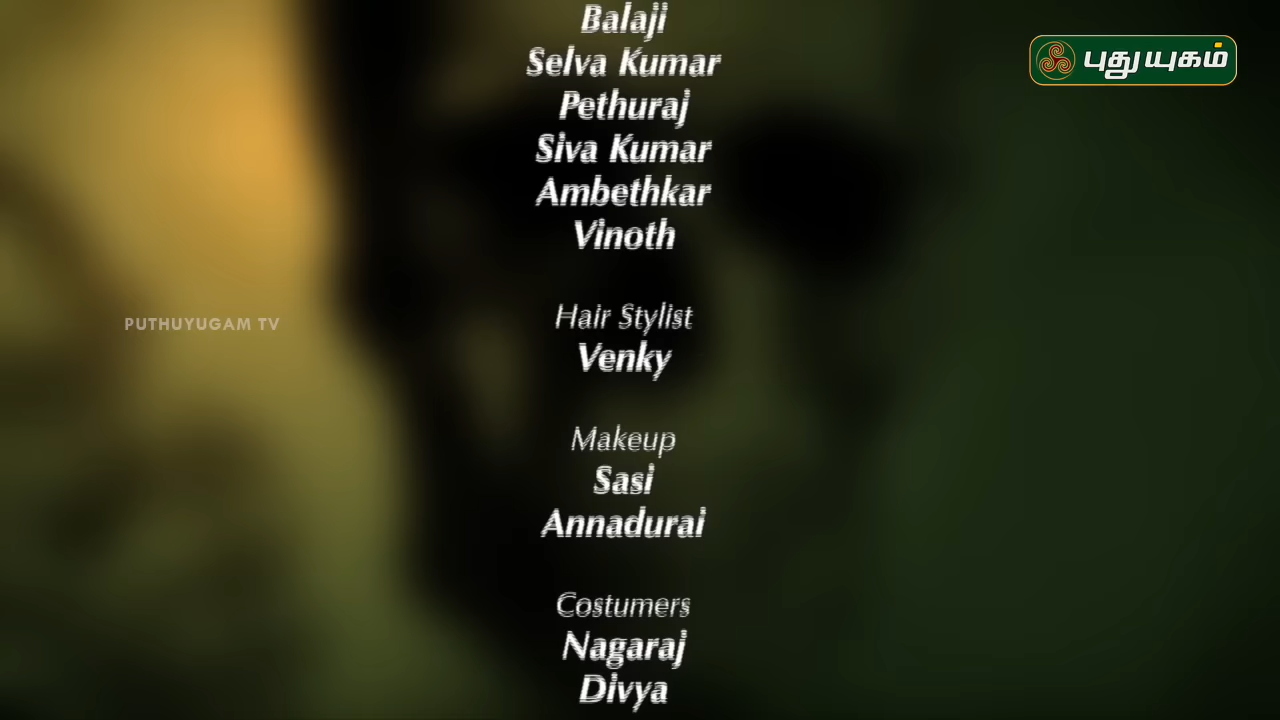 Balaji
Selva Kumar
Pethuraj
Siva Kumar
Ambethkar
Vinoth
Hair Stylist
Venky
Makeup
Sasi
Annadurai
Costumers
Nagaraj
Divya
புதுயுகம்
PUTHUYUGAM TV